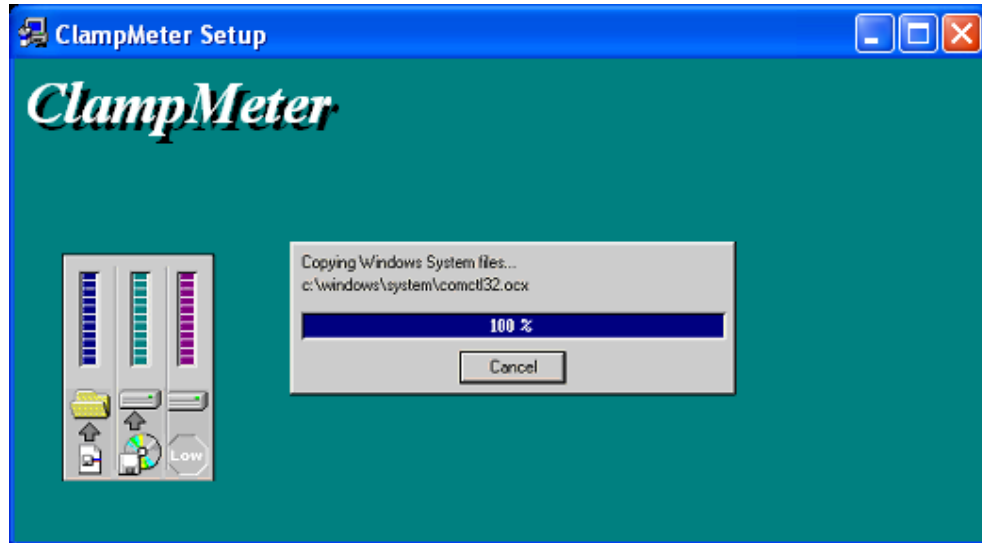 ClampMeter Setup
ClampMeter
Copying Windows System files...
c:\windows\system\comctl32.ocx
100 %
Cancel
Low